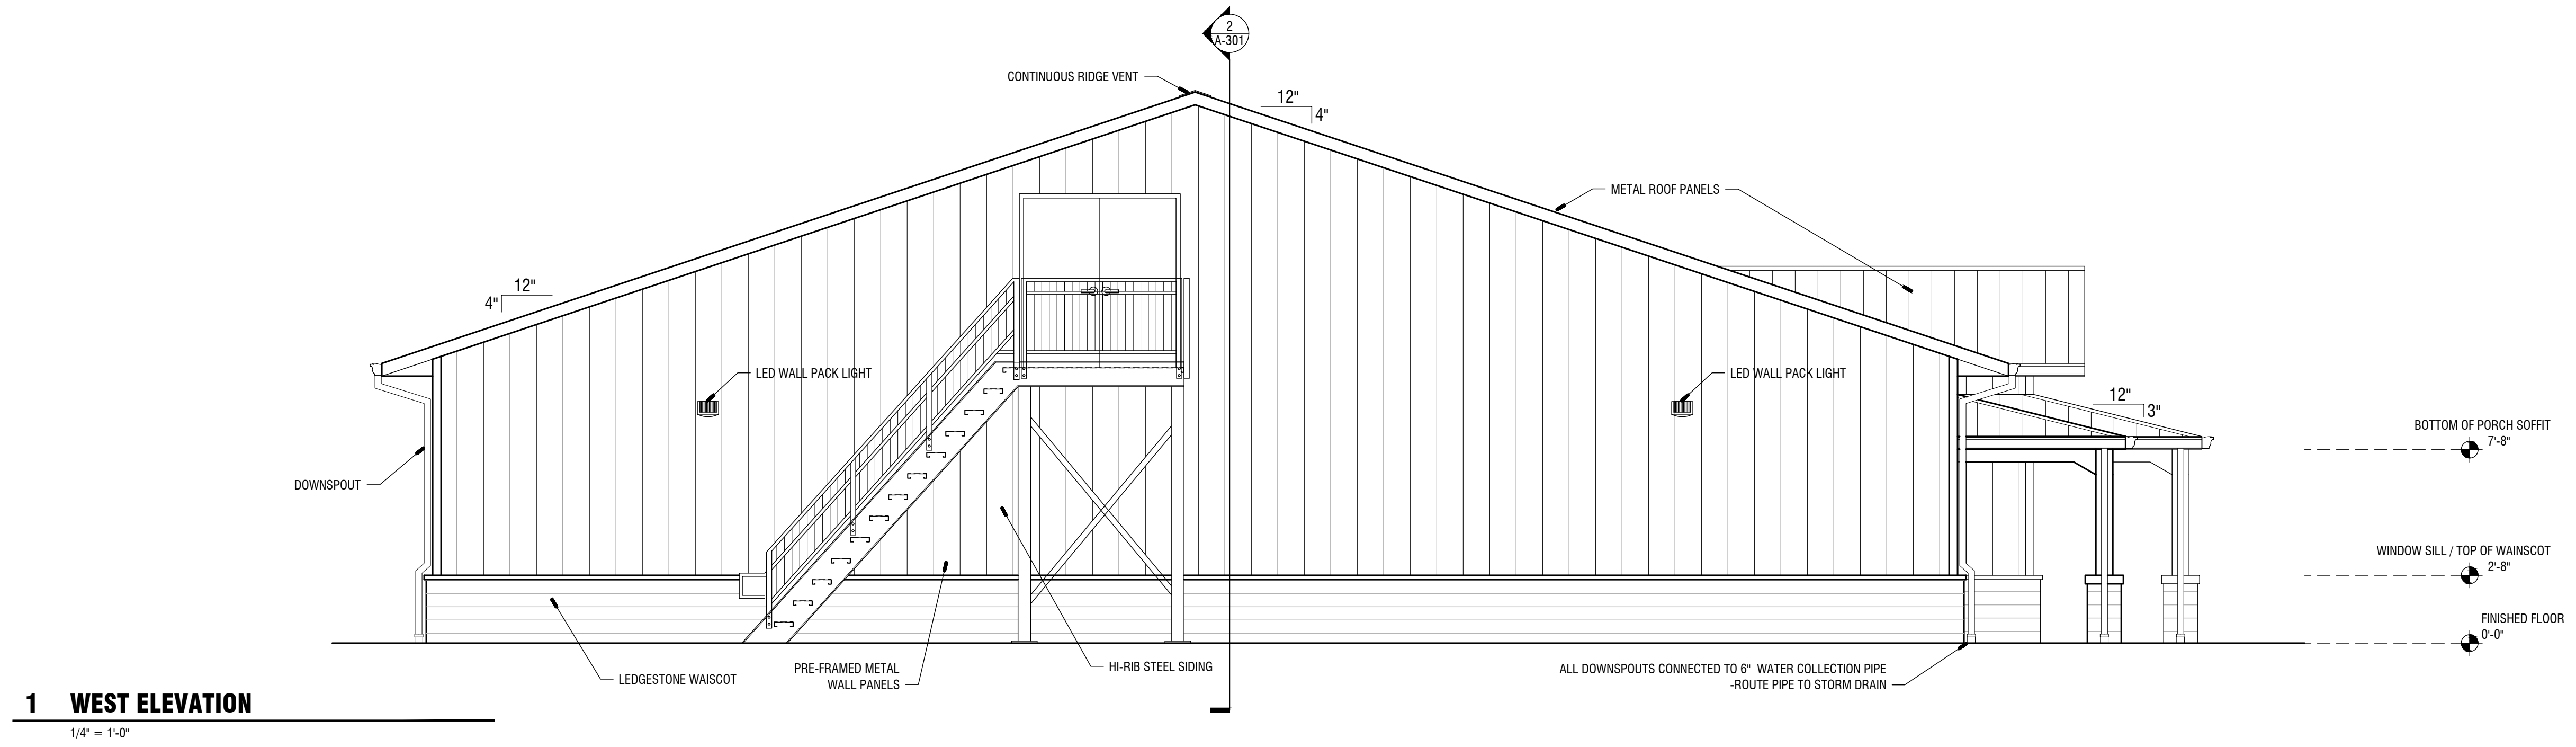 2
A-301
CONTINUOUS RIDGE VENT
12"
4"
METAL ROOF PANELS
12"
4"
LED WALL PACK LIGHT
LED WALL PACK LIGHT
12"
3"
BOTTOM OF PORCH SOFFIT
7'-8"
DOWNSPOUT
WINDOW SILL / TOP OF WAINSCOT
2'-8"
FINISHED FLOOR
0'-0"
PRE-FRAMED METAL
WALL PANELS
HI-RIB STEEL SIDING
ALL DOWNSPOUTS CONNECTED TO 6" WATER COLLECTION PIPE
-ROUTE PIPE TO STORM DRAIN
LEDGESTONE WAISCOT
1 WEST ELEVATION
1/4" = 1'-0"